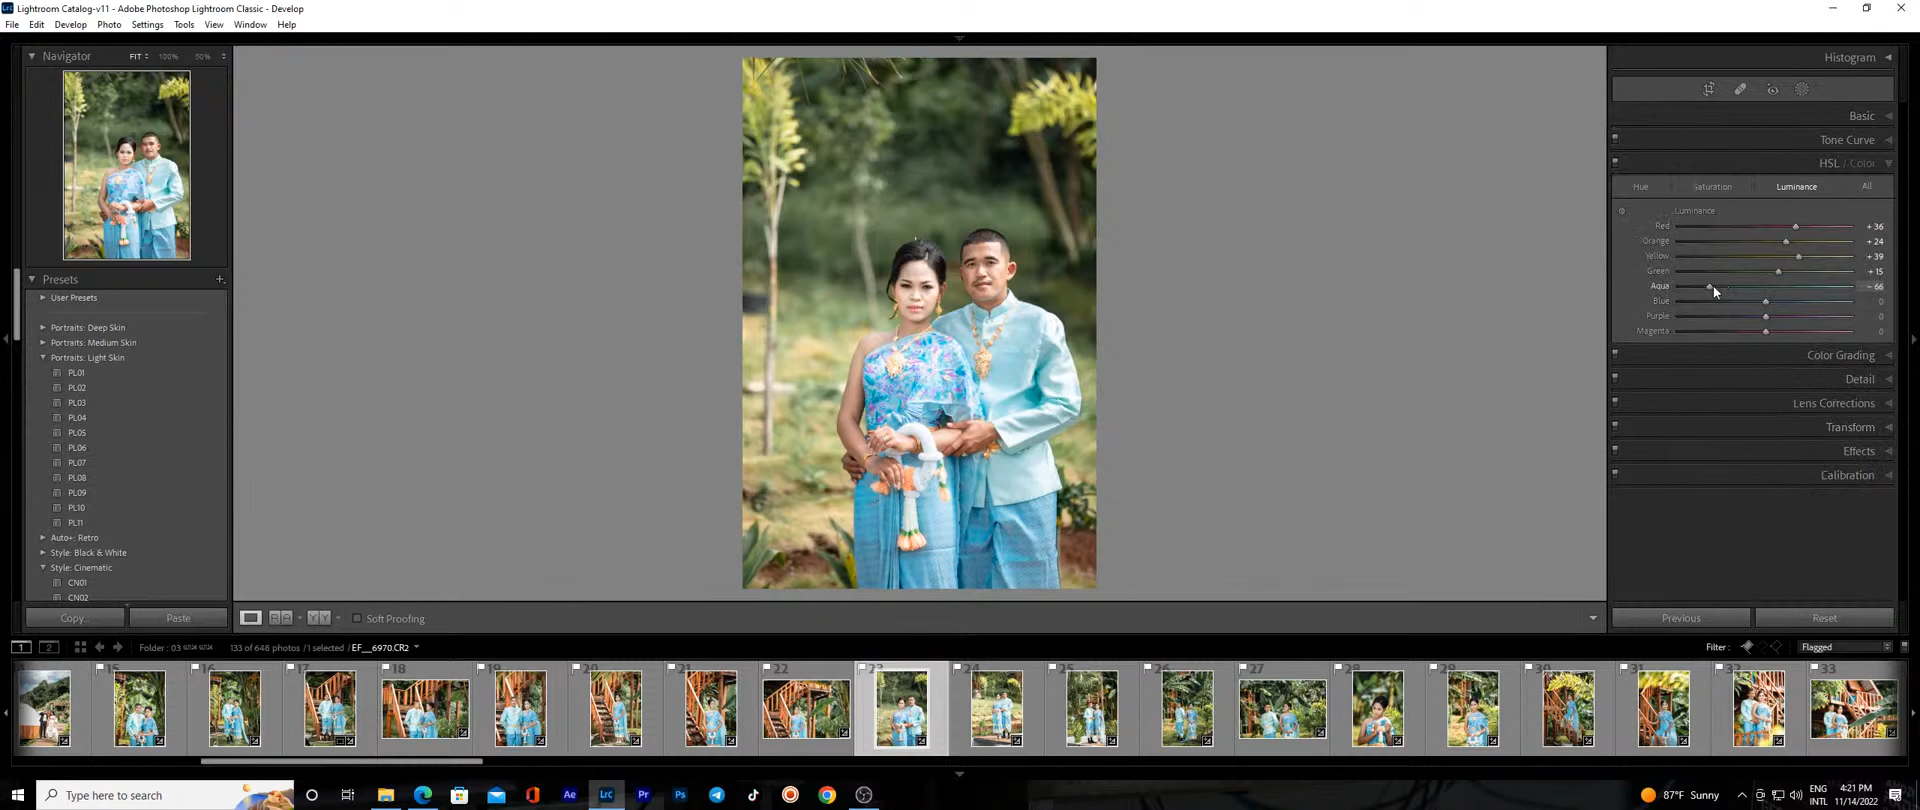 Lightroom Catalog-v11 - Adobe Photoshop Lightroom Classic - Develop
File Edit Develop Photo Settings Tools View Window Help
Navigator FIT 100% 50%
Histogram
Basic
Tone Curve
HSL / Color
Hue Saturation Luminance All
Luminance
Red + 36
Orange + 24
Yellow + 39
Green + 15
Aqua - 66
Blue 0
Purple 0
Magenta 0
Color Grading
Detail
Lens Corrections
Transform
Effects
Calibration
Presets +
User Presets
Portraits: Deep Skin
Portraits: Medium Skin
Portraits: Light Skin
PL01
PL02
PL03
PL04
PL05
PL06
PL07
PL08
PL09
PL10
PL11
Auto+: Retro
Style: Black & White
Style: Cinematic
CN01
CN02
Copy... Paste
Soft Proofing
Previous Reset
1 2 Folder : 03 133 of 648 photos / 1 selected / EF__6970.CR2
Filter : Flagged
15 16 17 18 19 20 21 22 23 24 25 26 27 28 29 30 31 32 33
Type here to search
Ae LrC Pr Ps
87°F Sunny
ENG
INTL
4:21 PM
11/14/2022